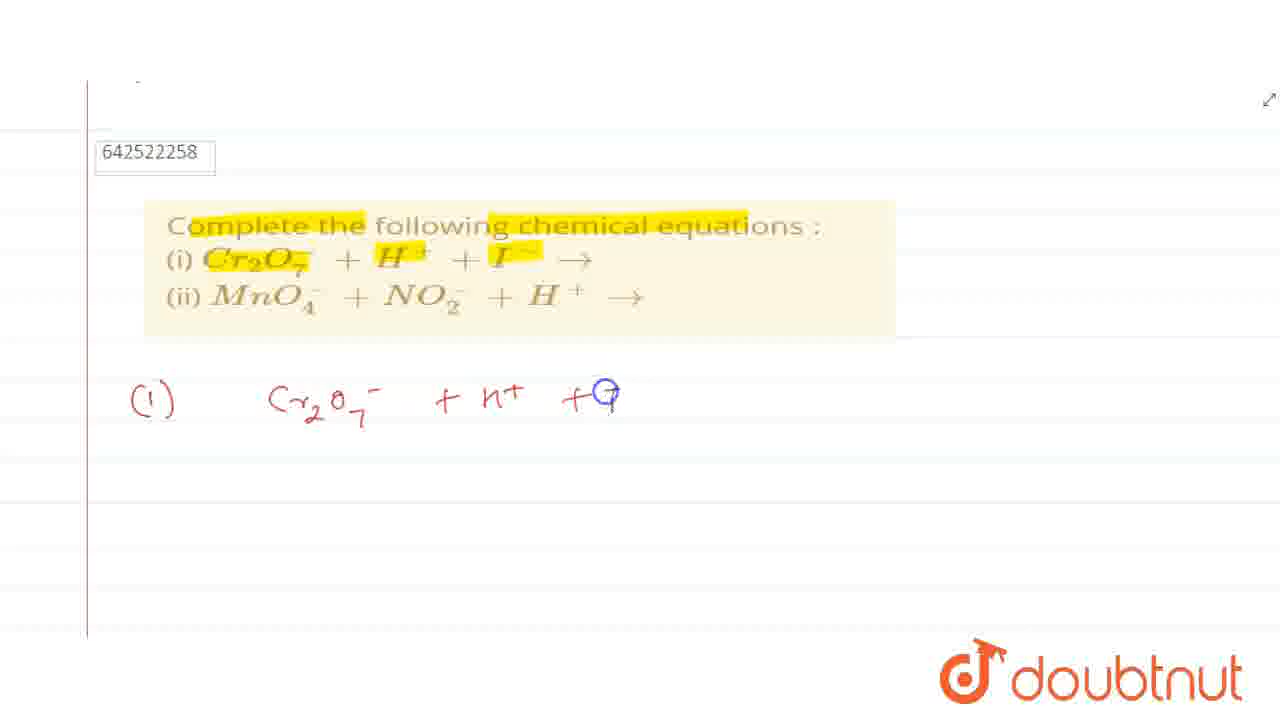 642522258
Complete the following chemical equations :
(i) Cr₂O₇⁻ + H⁺ + I⁻ →
(ii) MnO₄⁻ + NO₂⁻ + H⁺ →
(1) Cr₂O₇⁻ + H⁺ +
doubtnut